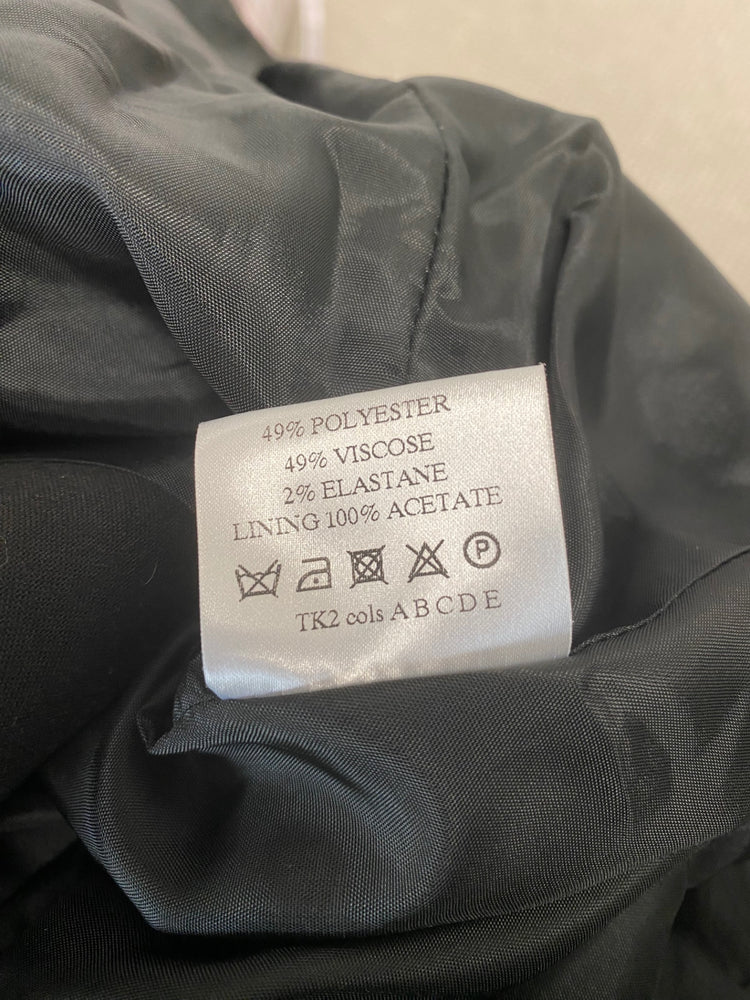 49% POLYESTER
49% VISCOSE
2% ELASTANE
LINING 100% ACETATE
P
TK2 cols A B C D E